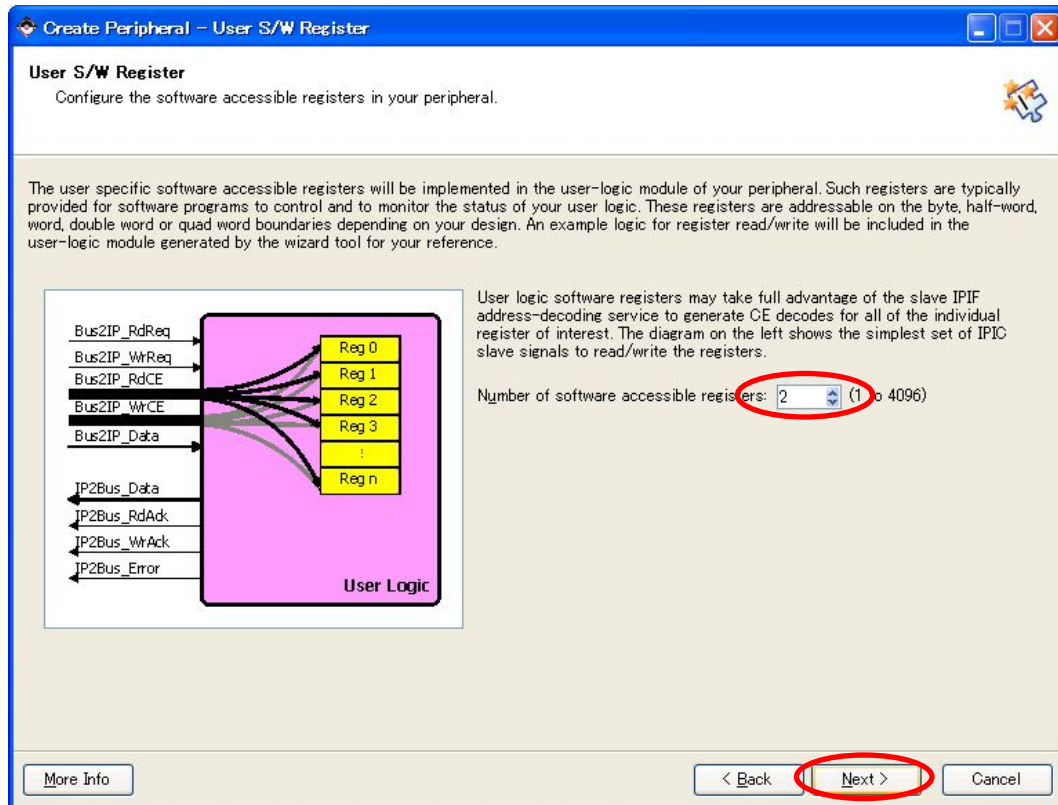 Create Peripheral - User S/W Register
User S/W Register
Configure the software accessible registers in your peripheral.
The user specific software accessible registers will be implemented in the user-logic module of your peripheral. Such registers are typically
provided for software programs to control and to monitor the status of your user logic. These registers are addressable on the byte, half-word,
word, double word or quad word boundaries depending on your design. An example logic for register read/write will be included in the
user-logic module generated by the wizard tool for your reference.
User logic software registers may take full advantage of the slave IPIF
address-decoding service to generate CE decodes for all of the individual
register of interest. The diagram on the left shows the simplest set of IPIC
slave signals to read/write the registers.
Number of software accessible registers: 2 (1 to 4096)
Bus2IP_RdReq
Bus2IP_WrReq
Bus2IP_RdCE
Bus2IP_WrCE
Bus2IP_Data
IP2Bus_Data
IP2Bus_RdAck
IP2Bus_WrAck
IP2Bus_Error
Reg 0
Reg 1
Reg 2
Reg 3
⋮
Reg n
User Logic
More Info
< Back
Next >
Cancel